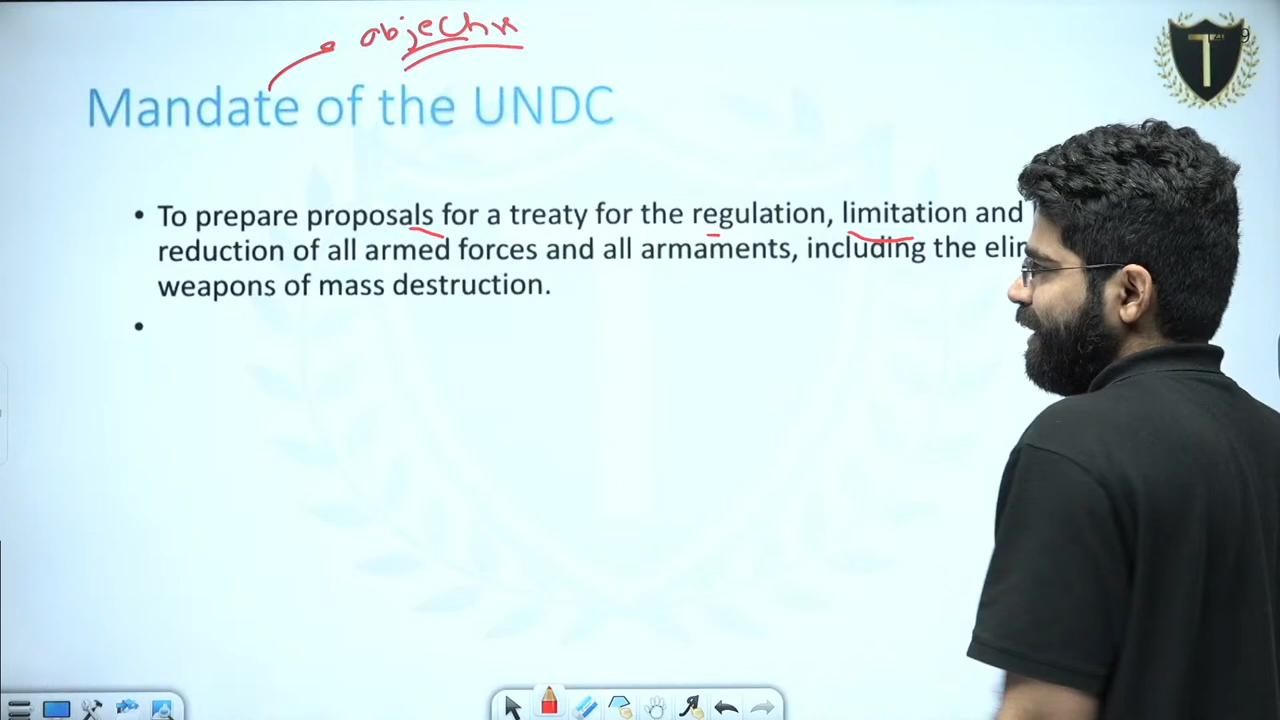 objective
Mandate of the UNDC
• To prepare proposals for a treaty for the regulation, limitation and
reduction of all armed forces and all armaments, including the
weapons of mass destruction.
•
T